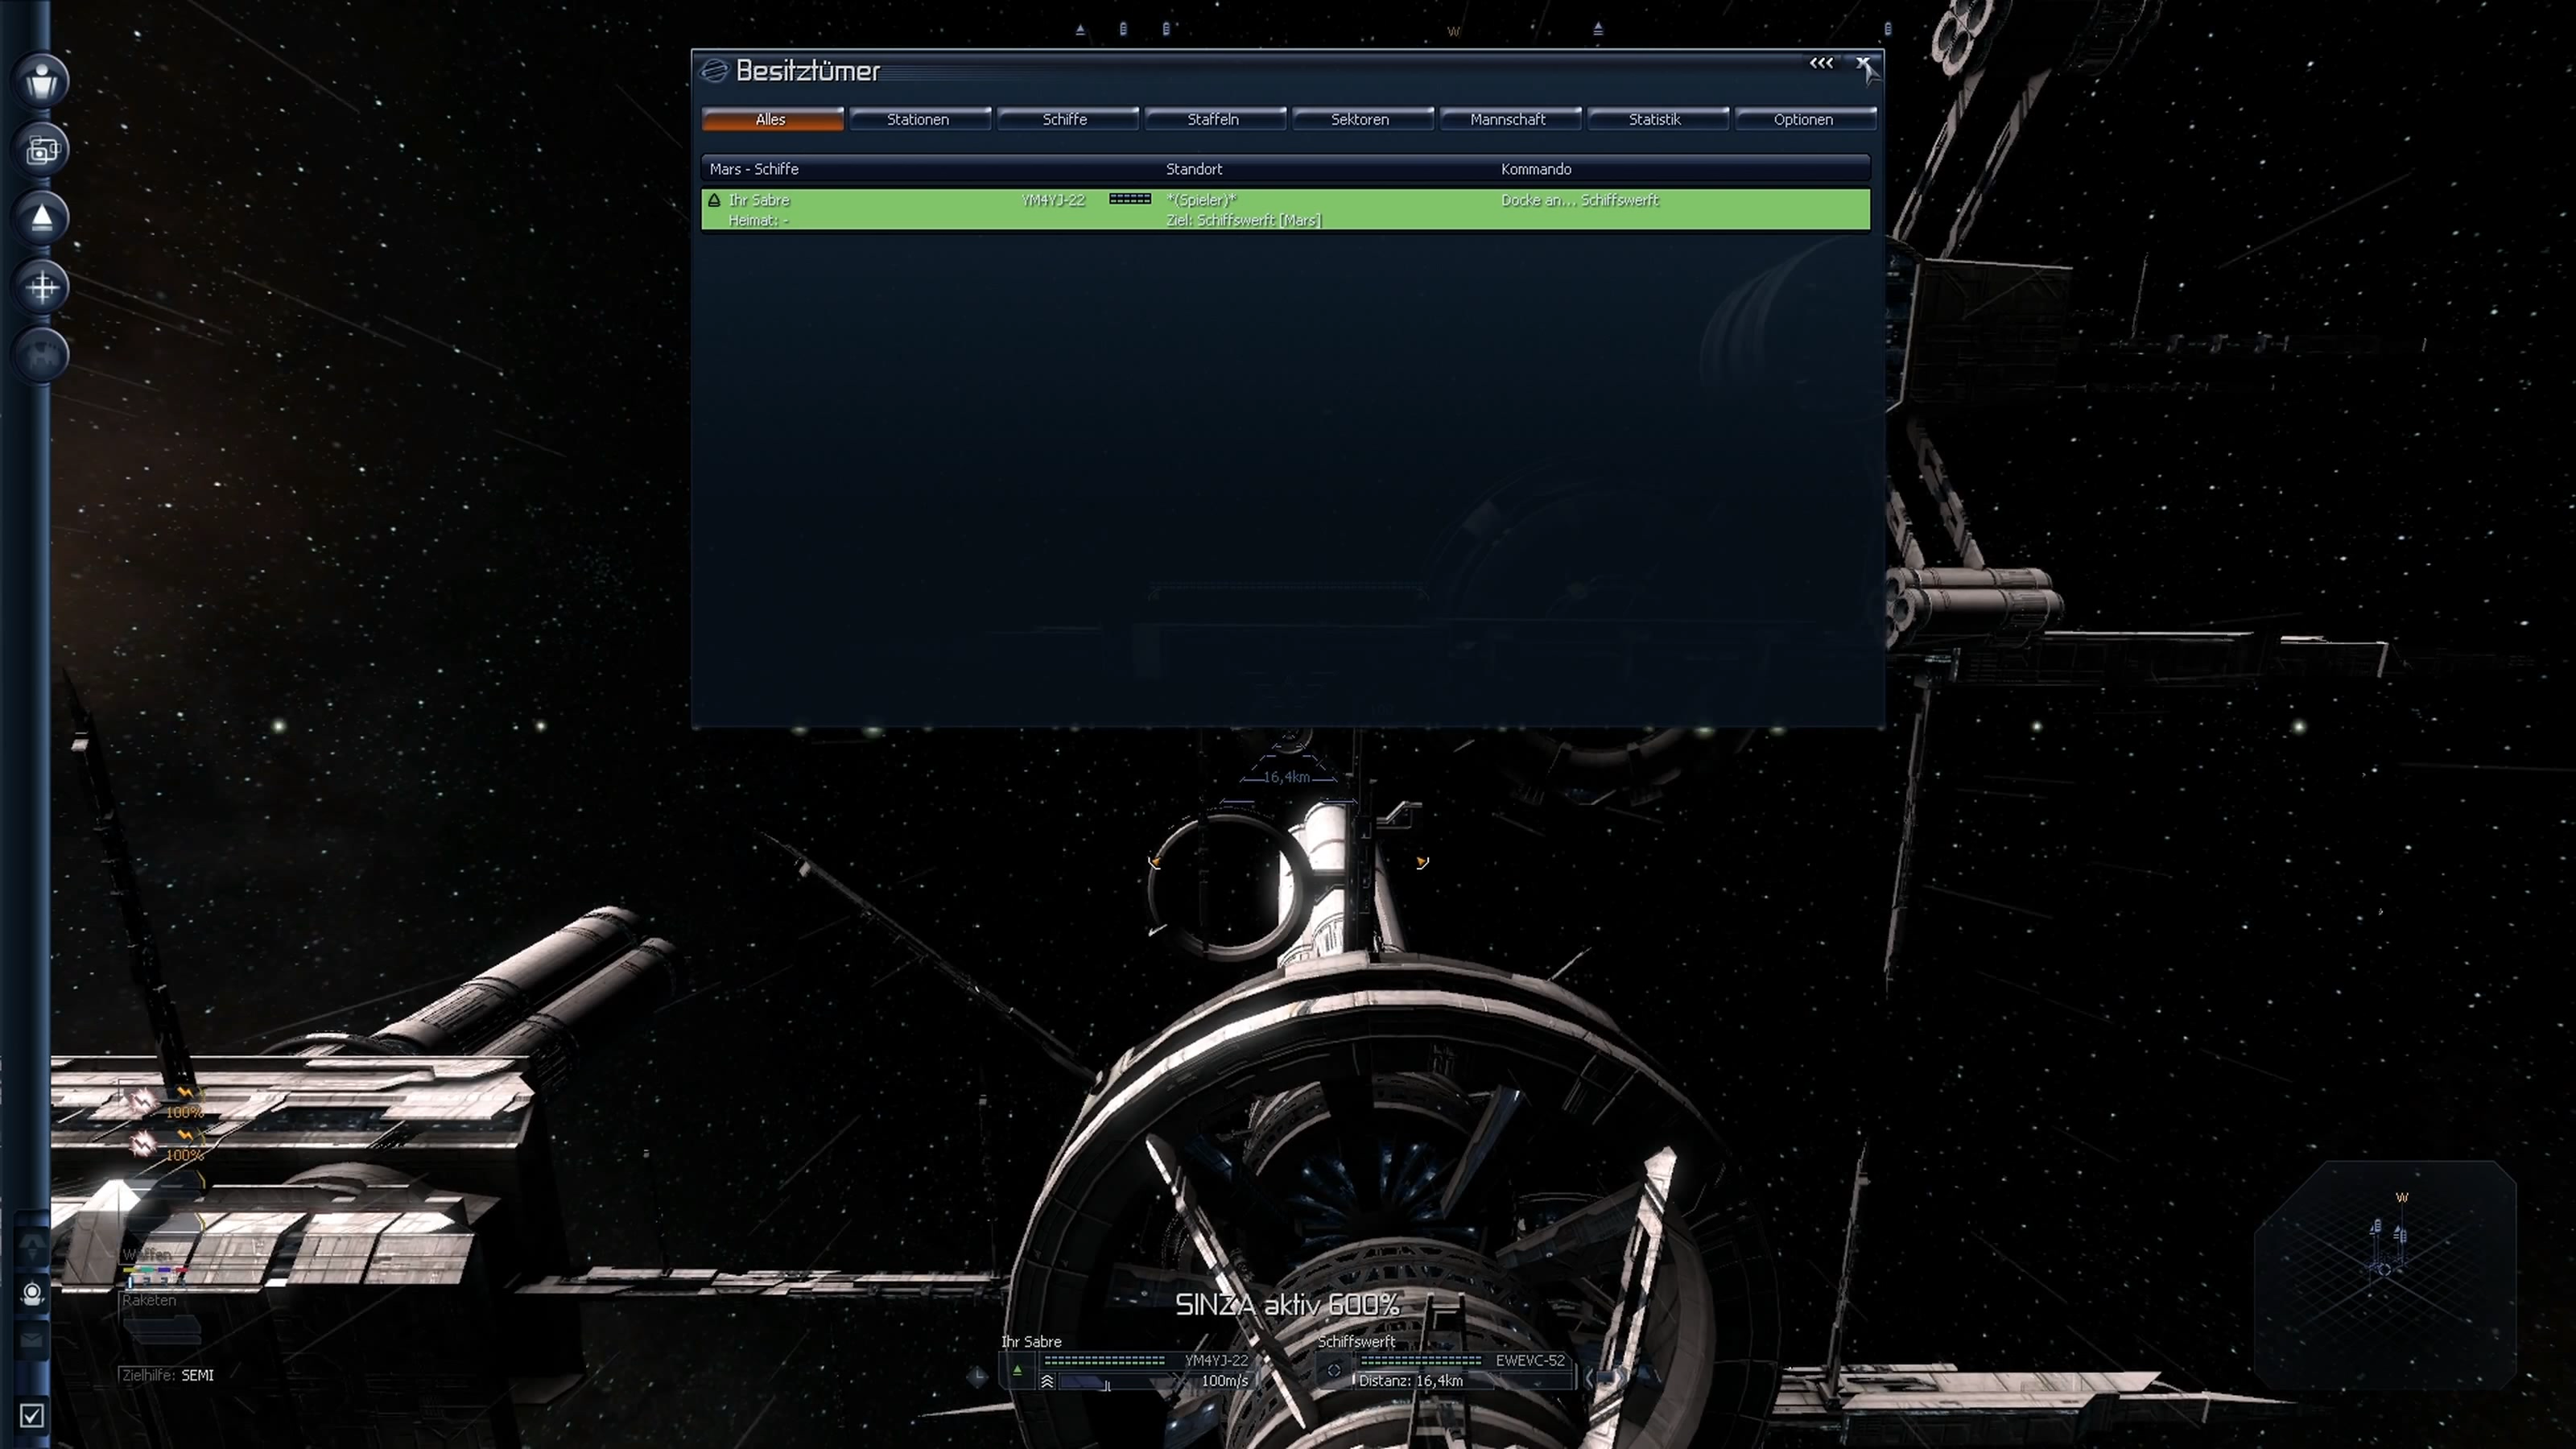 W
Besitztümer
Alles Stationen Schiffe Staffeln Sektoren Mannschaft Statistik Optionen
Mars - Schiffe Standort Kommando
Ihr Sabre YM4YJ-22 *(Spieler)* Docke an... Schiffswerft
Heimat: - Ziel: Schiffswerft [Mars]
16,4km
100%
100%
W
Waffen
Raketen
SINZA aktiv 600%
Ihr Sabre Schiffswerft
YM4YJ-22 EWEVC-52
Zielhilfe: SEMI 100m/s Distanz: 16,4km